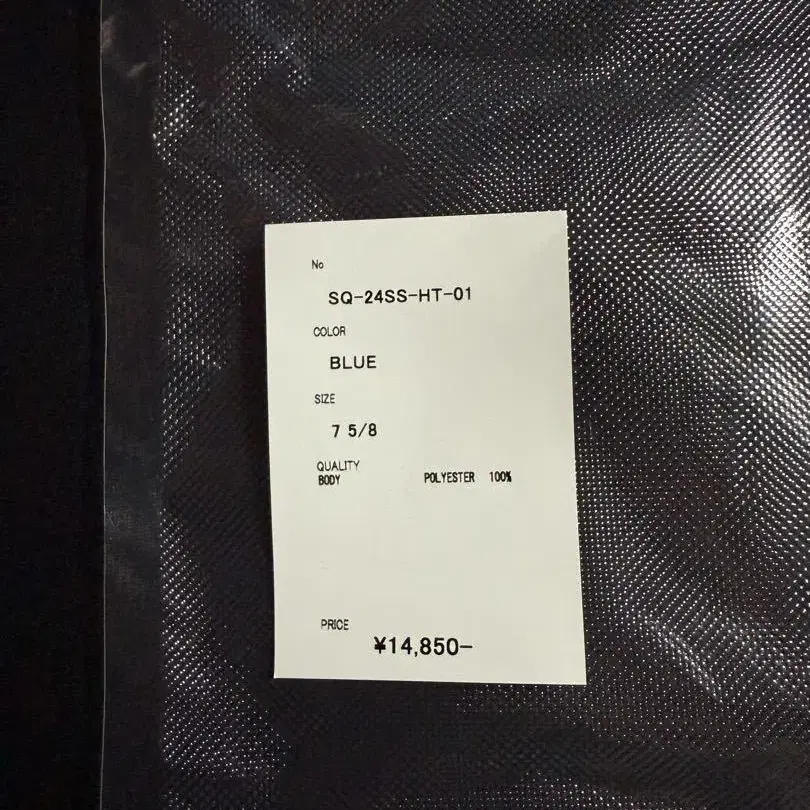 No
SQ-24SS-HT-01
COLOR
BLUE
SIZE
7 5/8
QUALITY
BODY POLYESTER 100%
PRICE
¥14,850-